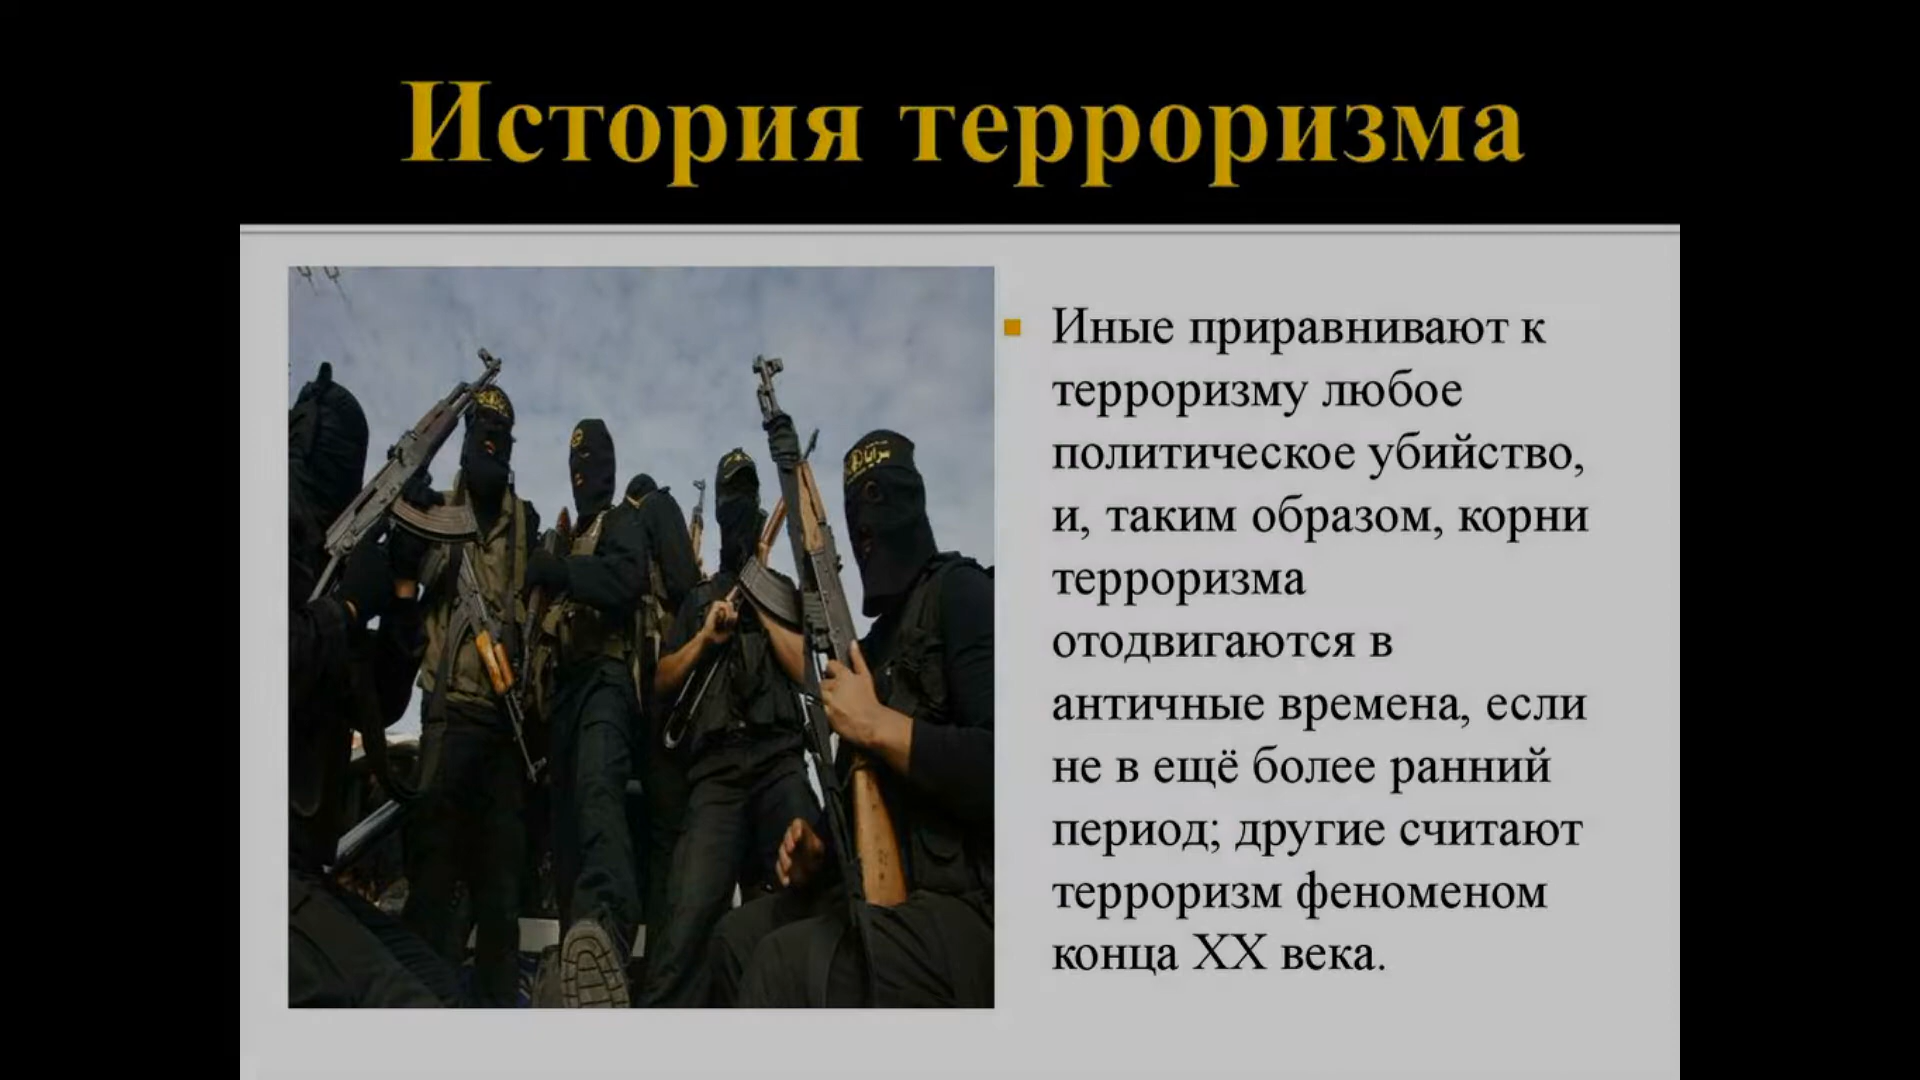 История терроризма
Иные приравнивают к
терроризму любое
политическое убийство,
и, таким образом, корни
терроризма
отодвигаются в
античные времена, если
не в ещё более ранний
период; другие считают
терроризм феноменом
конца XX века.
سرايا